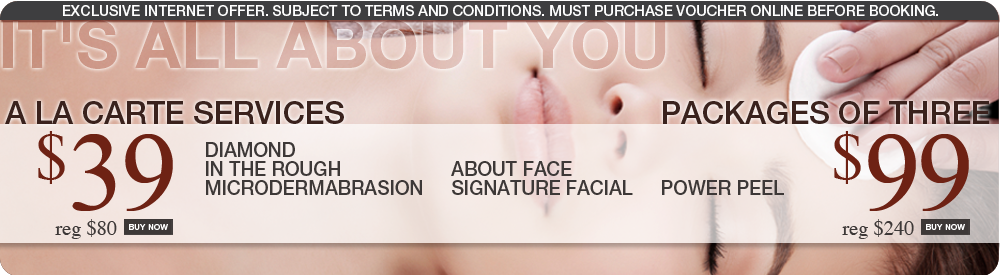 EXCLUSIVE INTERNET OFFER. SUBJECT TO TERMS AND CONDITIONS. MUST PURCHASE VOUCHER ONLINE BEFORE BOOKING.
IT'S ALL ABOUT YOU
A LA CARTE SERVICES
$39
reg $80 BUY NOW
DIAMOND
IN THE ROUGH
MICRODERMABRASION
ABOUT FACE
SIGNATURE FACIAL
POWER PEEL
PACKAGES OF THREE
$99
reg $240 BUY NOW